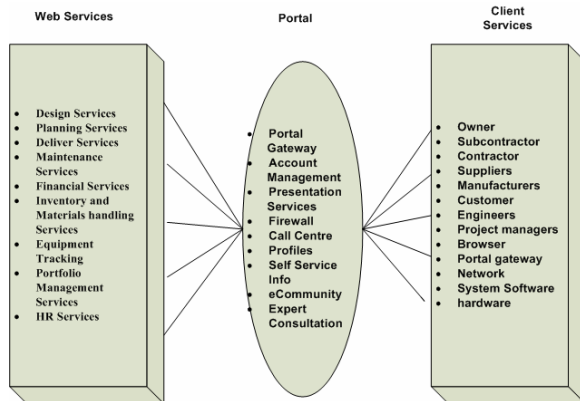 Web Services
Portal
Client
Services
• Design Services
• Planning Services
• Deliver Services
• Maintenance
Services
• Financial Services
• Inventory and
Materials handling
Services
• Equipment
Tracking
• Portfolio
Management
Services
• HR Services
• Portal
Gateway
• Account
Management
• Presentation
Services
• Firewall
• Call Centre
• Profiles
• Self Service
Info
• eCommunity
• Expert
Consultation
• Owner
• Subcontractor
• Contractor
• Suppliers
• Manufacturers
• Customer
• Engineers
• Project managers
• Browser
• Portal gateway
• Network
• System Software
• hardware